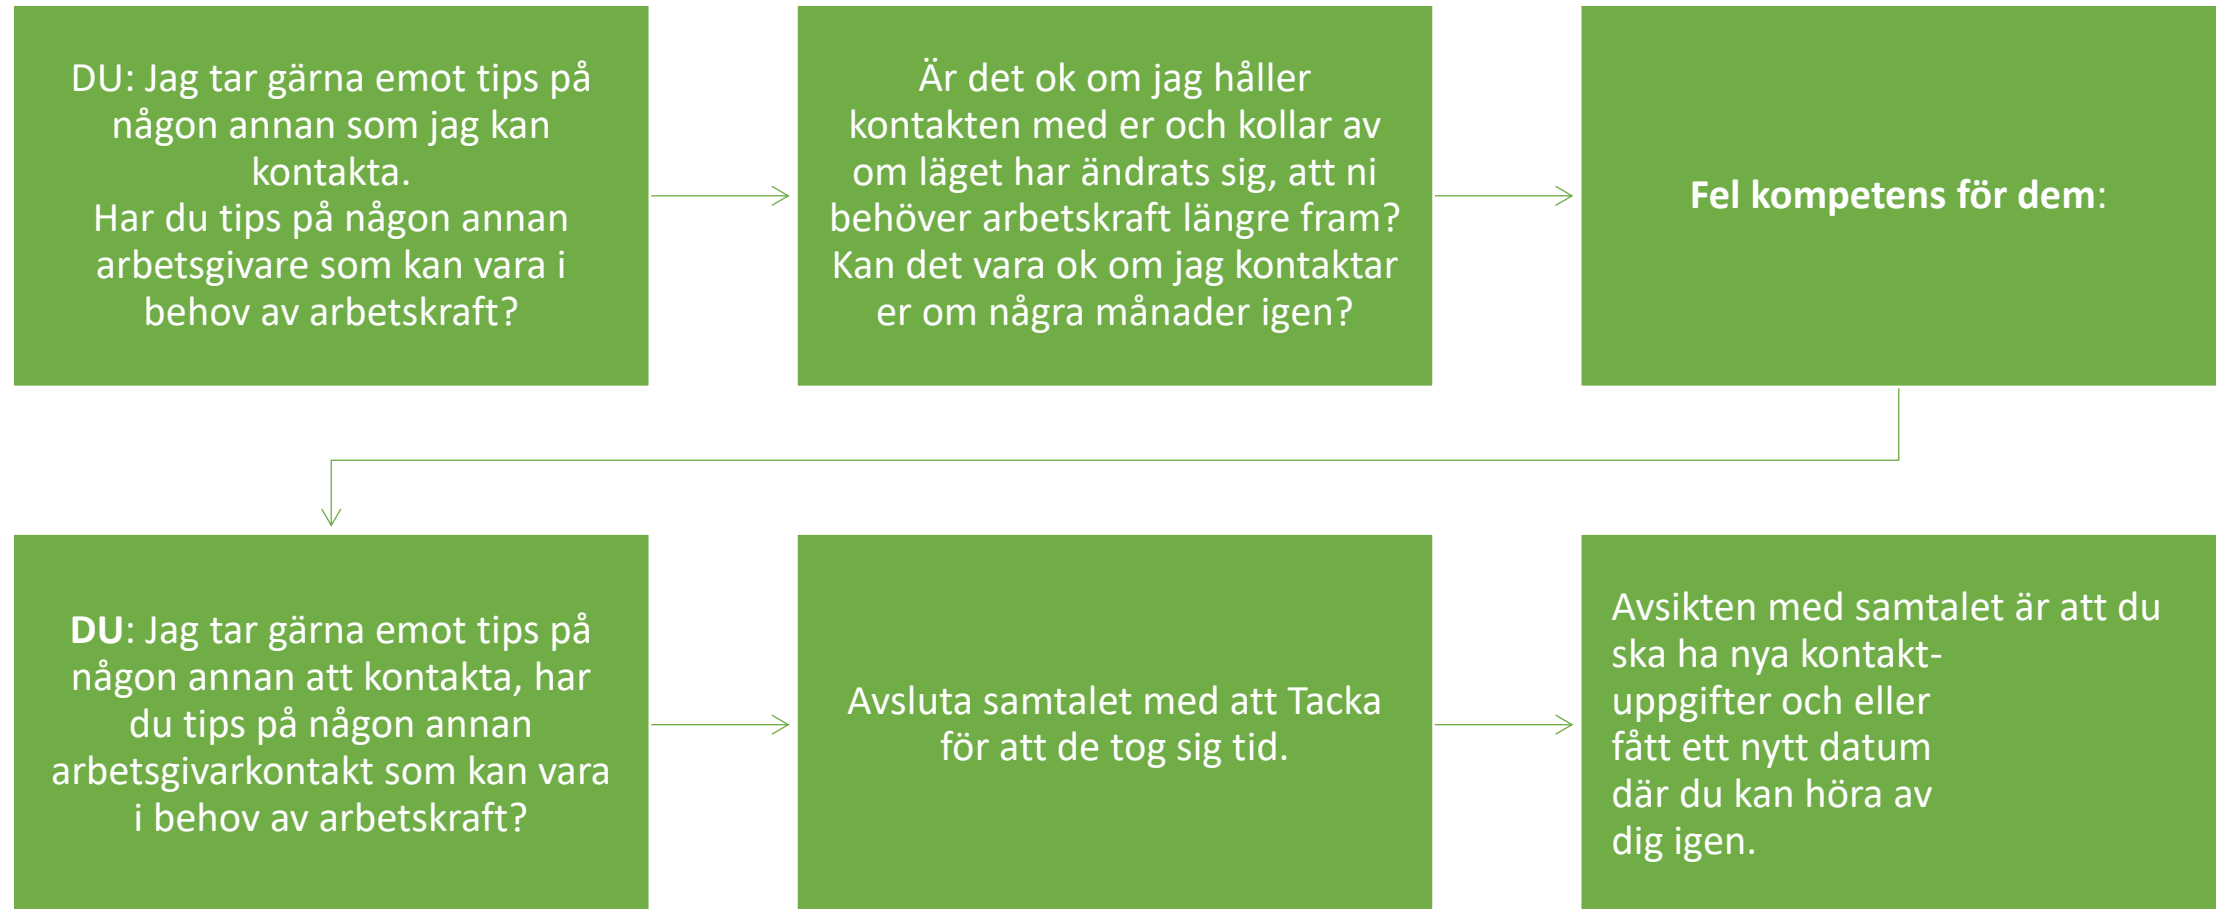 DU: Jag tar gärna emot tips på
någon annan som jag kan
kontakta.
Har du tips på någon annan
arbetsgivare som kan vara i
behov av arbetskraft?
Är det ok om jag håller
kontakten med er och kollar av
om läget har ändrats sig, att ni
behöver arbetskraft längre fram?
Kan det vara ok om jag kontaktar
er om några månader igen?
Fel kompetens för dem:
DU: Jag tar gärna emot tips på
någon annan att kontakta, har
du tips på någon annan
arbetsgivarkontakt som kan vara
i behov av arbetskraft?
Avsluta samtalet med att Tacka
för att de tog sig tid.
Avsikten med samtalet är att du
ska ha nya kontakt-
uppgifter och eller
fått ett nytt datum
där du kan höra av
dig igen.